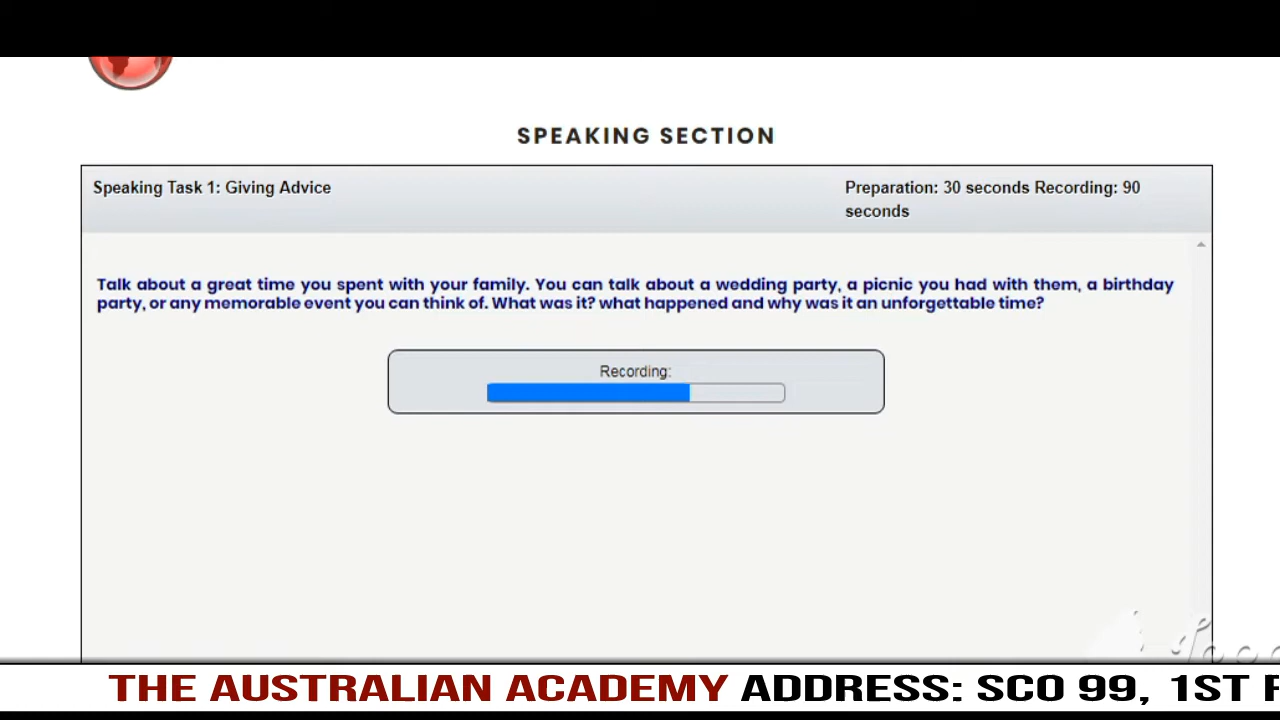 SPEAKING SECTION
Speaking Task 1: Giving Advice
Preparation: 30 seconds Recording: 90
seconds
Talk about a great time you spent with your family. You can talk about a wedding party, a picnic you had with them, a birthday
party, or any memorable event you can think of. What was it? what happened and why was it an unforgettable time?
Recording:
THE AUSTRALIAN ACADEMY ADDRESS: SCO 99, 1ST F